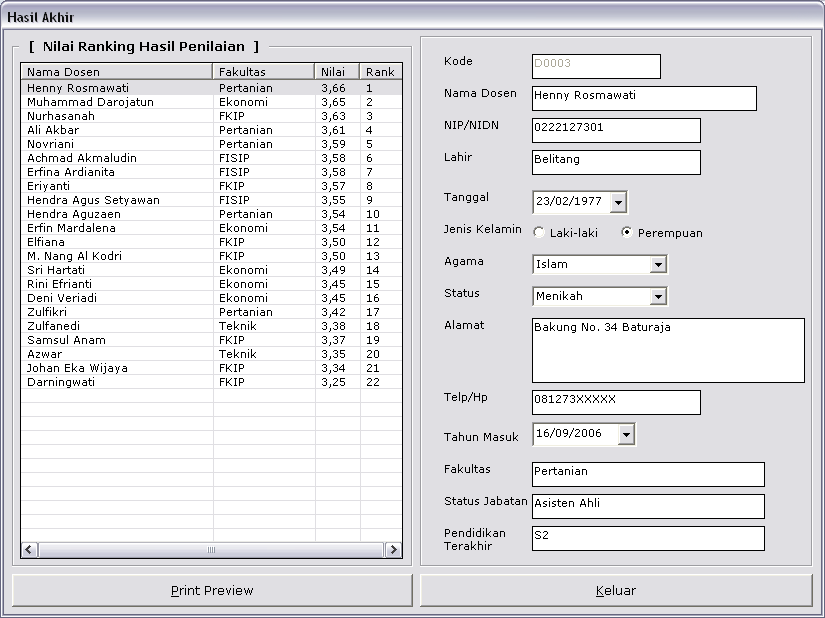 Hasil Akhir
[ Nilai Ranking Hasil Penilaian ]
Nama Dosen Fakultas Nilai Rank
Henny Rosmawati Pertanian 3,66 1
Muhammad Darojatun Ekonomi 3,65 2
Nurhasanah FKIP 3,63 3
Ali Akbar Pertanian 3,61 4
Novriani Pertanian 3,59 5
Achmad Akmaludin FISIP 3,58 6
Erfina Ardianita FISIP 3,58 7
Eriyanti FKIP 3,57 8
Hendra Agus Setyawan FISIP 3,55 9
Hendra Aguzaen Pertanian 3,54 10
Erfin Mardalena Ekonomi 3,54 11
Elfiana FKIP 3,50 12
M. Nang Al Kodri FKIP 3,50 13
Sri Hartati Ekonomi 3,49 14
Rini Efrianti Ekonomi 3,45 15
Deni Veriadi Ekonomi 3,45 16
Zulfikri Pertanian 3,42 17
Zulfanedi Teknik 3,38 18
Samsul Anam FKIP 3,37 19
Azwar Teknik 3,35 20
Johan Eka Wijaya FKIP 3,34 21
Darningwati FKIP 3,25 22
Print Preview
Kode D0003
Nama Dosen Henny Rosmawati
NIP/NIDN 0222127301
Lahir Belitang
Tanggal 23/02/1977
Jenis Kelamin Laki-laki Perempuan
Agama Islam
Status Menikah
Alamat Bakung No. 34 Baturaja
Telp/Hp 081273XXXXX
Tahun Masuk 16/09/2006
Fakultas Pertanian
Status Jabatan Asisten Ahli
Pendidikan S2
Terakhir
Keluar